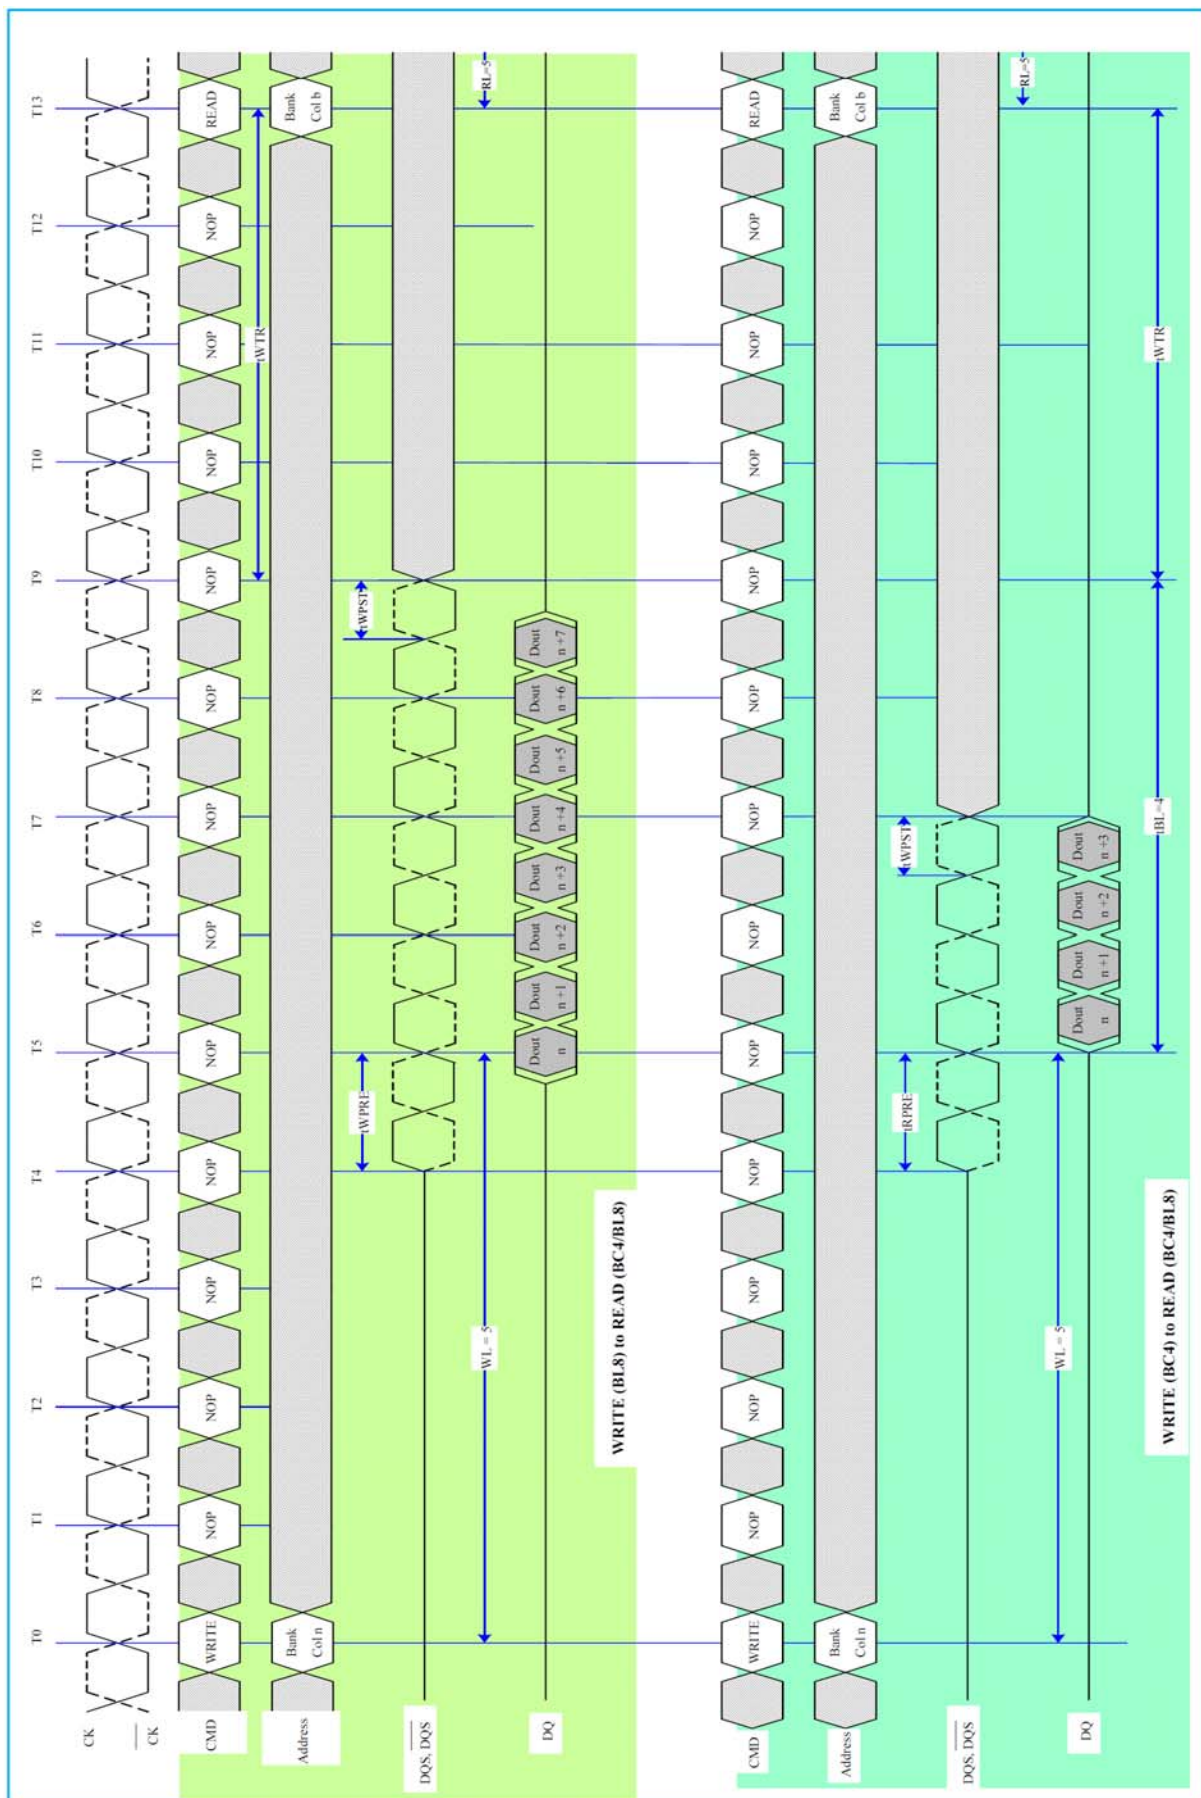 T0 T1 T2 T3 T4 T5 T6 T7 T8 T9 T10 T11 T12 T13
CK
CK
CMD WRITE NOP NOP NOP NOP NOP NOP NOP NOP NOP NOP NOP NOP READ
tWTR
Bank Bank
Address
Col n Col b
tWPRE tWPST
DQS, DQS
WL = 5 RL=5
Dout Dout Dout Dout Dout Dout Dout Dout
DQ
n n +1 n +2 n +3 n +4 n +5 n +6 n +7
WRITE (BL8) to READ (BC4/BL8)
CMD WRITE NOP NOP NOP NOP NOP NOP NOP NOP NOP NOP NOP NOP READ
Bank Bank
Address
Col n Col b
tRPRE tWPST
DQS, DQS
RL=5
WL = 5
Dout Dout Dout Dout
DQ
n n +1 n +2 n +3
tBL=4 tWTR
WRITE (BC4) to READ (BC4/BL8)